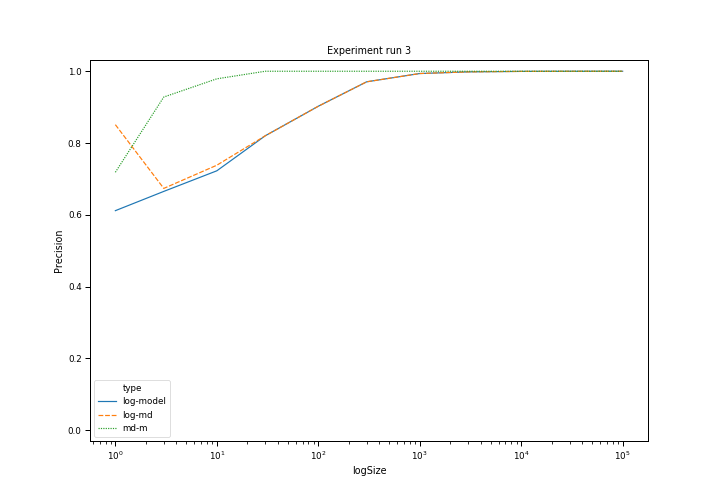 Experiment run 3
1.0
0.8
0.6
0.4
0.2
0.0
Precision
type
log-model
log-md
md-m
10⁰ 10¹ 10² 10³ 10⁴ 10⁵
logSize